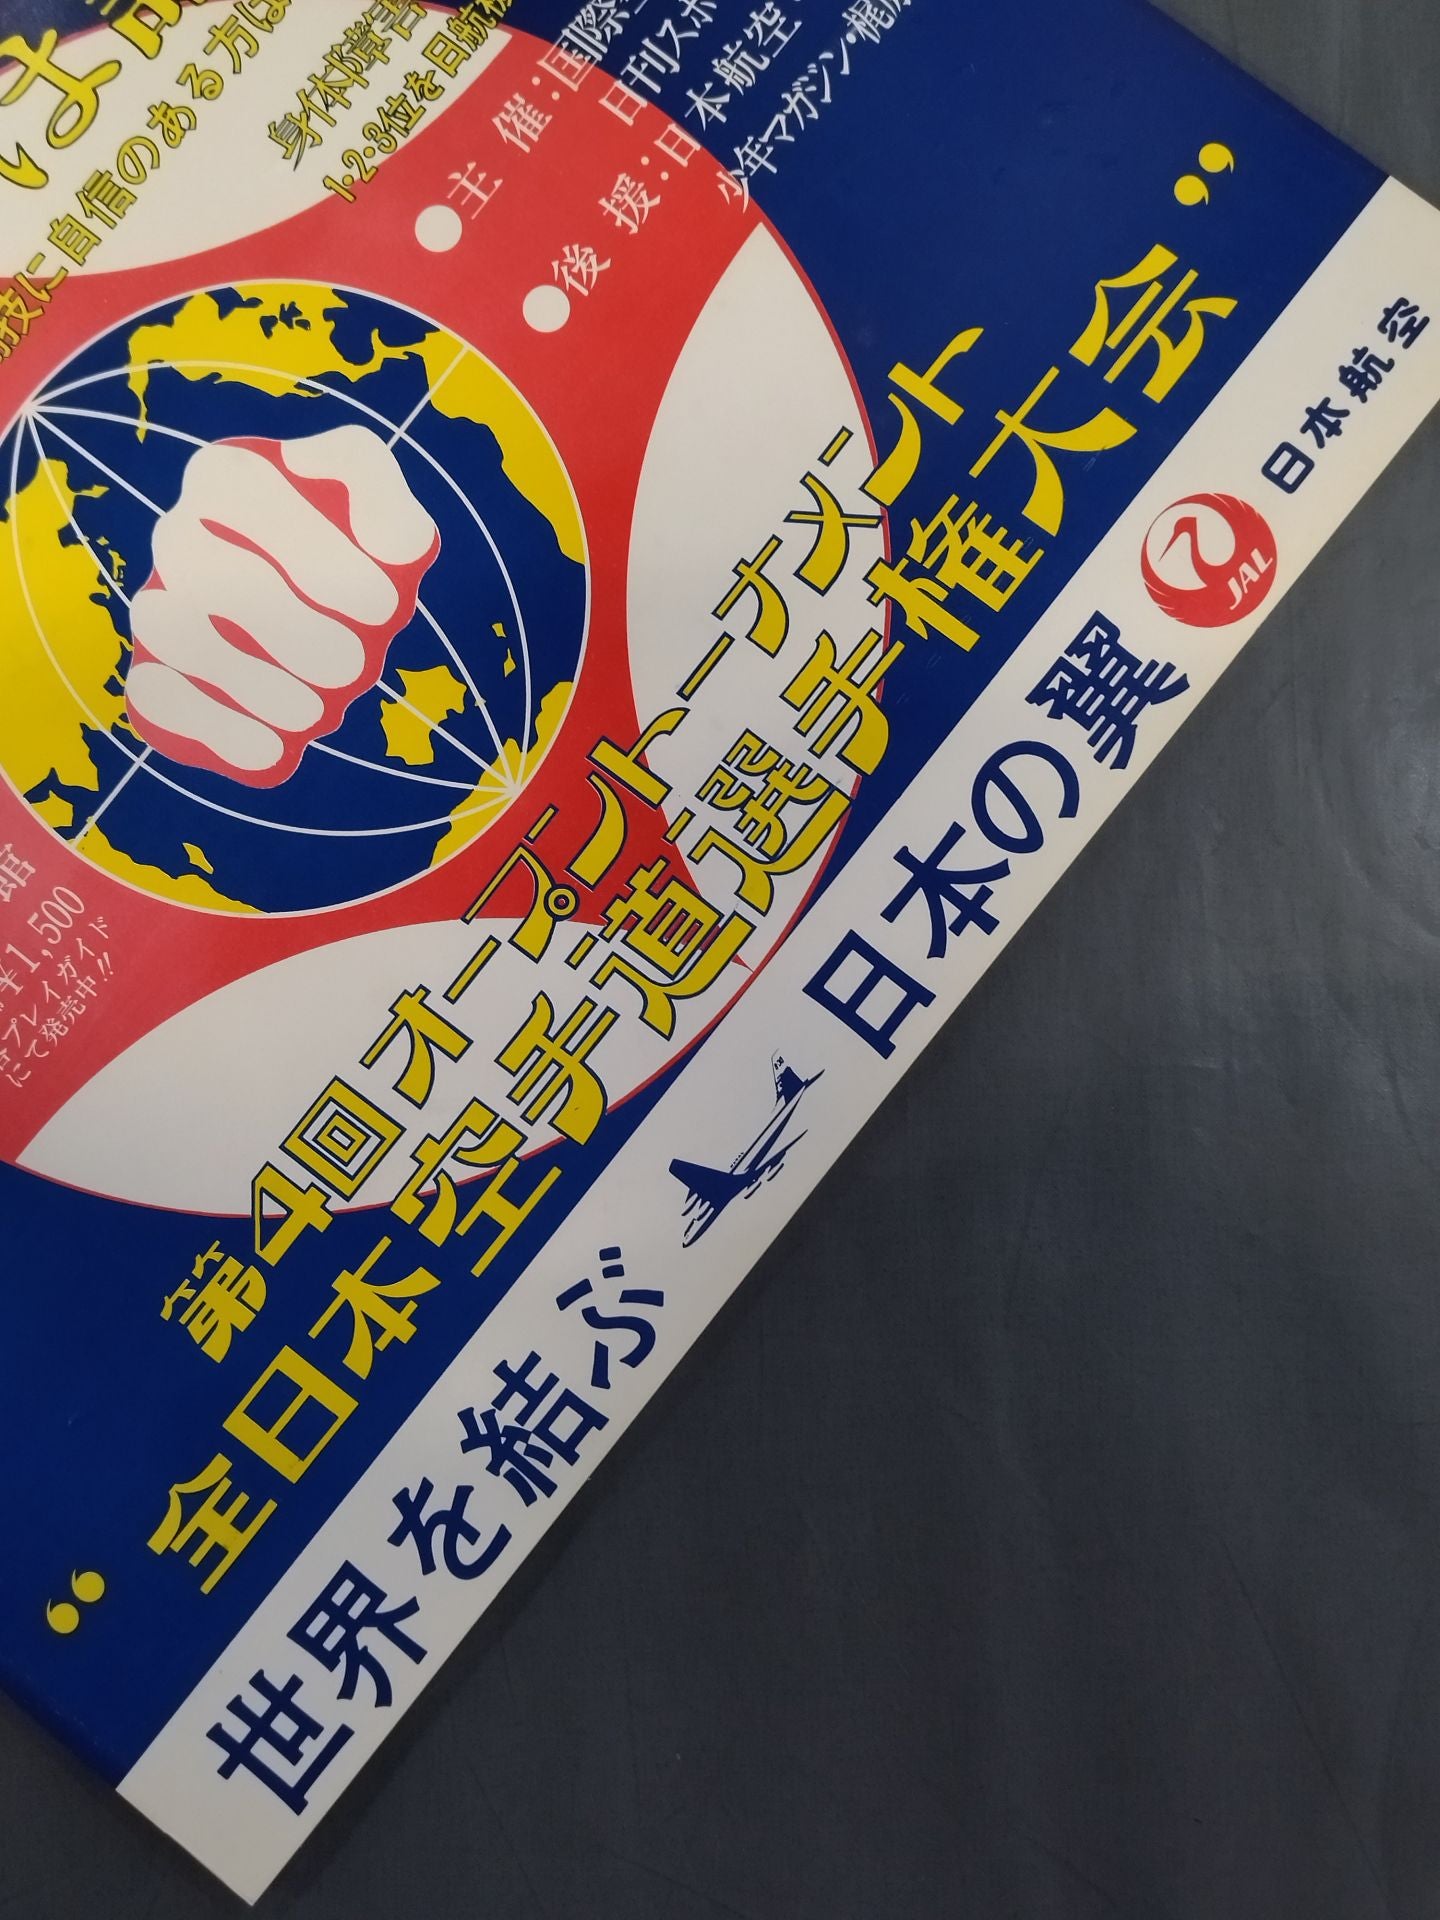 は
技に自信のある方は
身体障害
1・2・3位を日航
●主催：国際
日刊スポ
●後援：日本航空
少年マガジン・梶
館
¥1,500
プレイガイド
にて発売中!!
第4回オープントーナメント
“全日本空手道選手権大会”
世界を結ぶ 日本の翼 JAL 日本航空